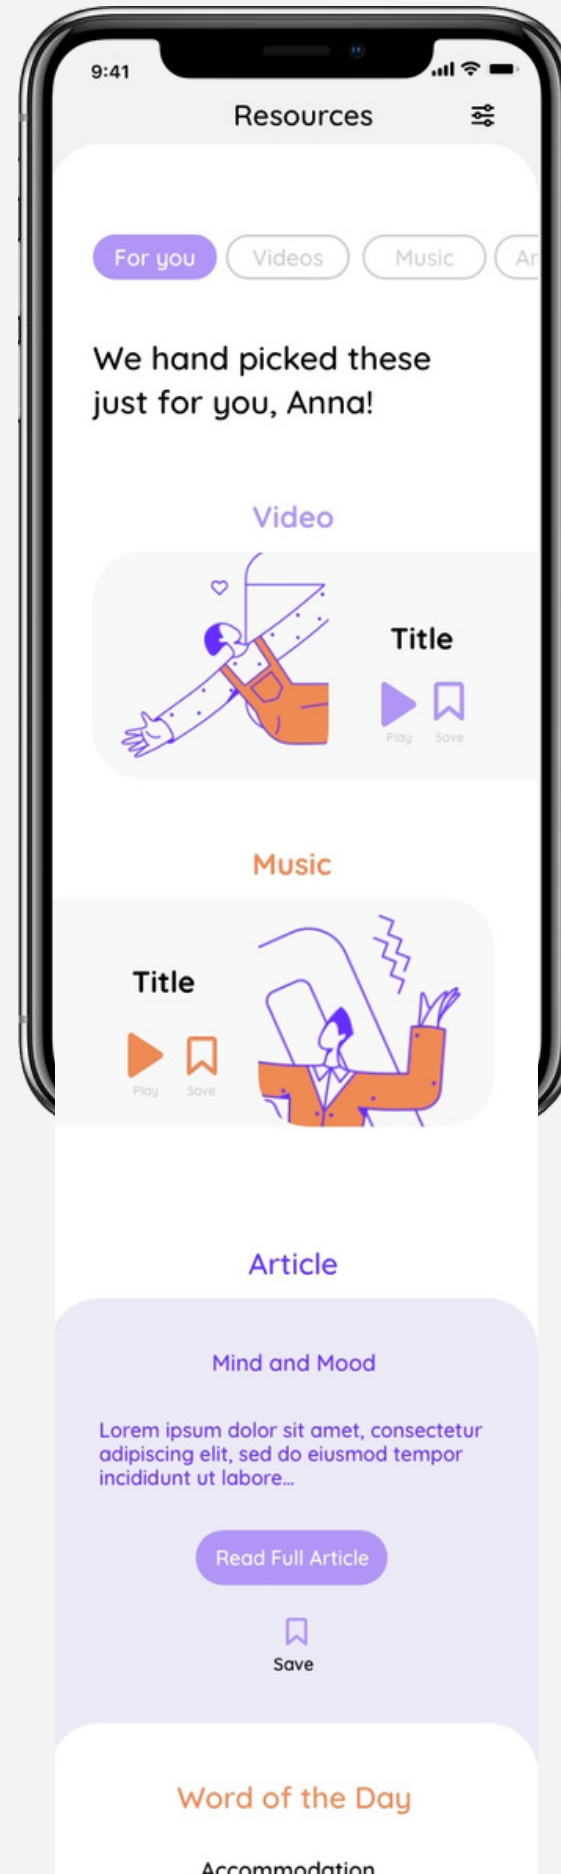 9:41
Resources
For you
Videos
Music
Ar
We hand picked these
just for you, Anna!
Video
Title
Play
Save
Music
Title
Play
Save
Article
Mind and Mood
Lorem ipsum dolor sit amet, consectetur
adipiscing elit, sed do eiusmod tempor
incididunt ut labore...
Read Full Article
Save
Word of the Day
Accommodation